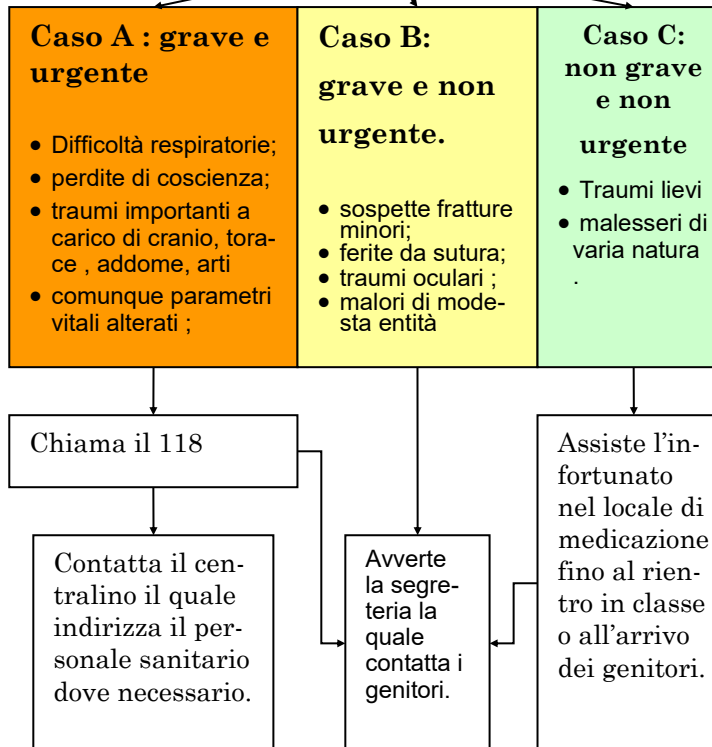 Caso A : grave e
urgente
• Difficoltà respiratorie;
• perdite di coscienza;
• traumi importanti a
carico di cranio, tora-
ce , addome, arti
• comunque parametri
vitali alterati ;
Caso B:
grave e non
urgente.
• sospette fratture
minori;
• ferite da sutura;
• traumi oculari ;
• malori di mode-
sta entità
Caso C:
non grave
e non
urgente
• Traumi lievi
• malesseri di
varia natura
.
Chiama il 118
Contatta il cen-
tralino il quale
indirizza il per-
sonale sanitario
dove necessario.
Avverte
la segre-
teria la
quale
contatta i
genitori.
Assiste l'in-
fortunato
nel locale di
medicazione
fino al rien-
tro in classe
o all'arrivo
dei genitori.